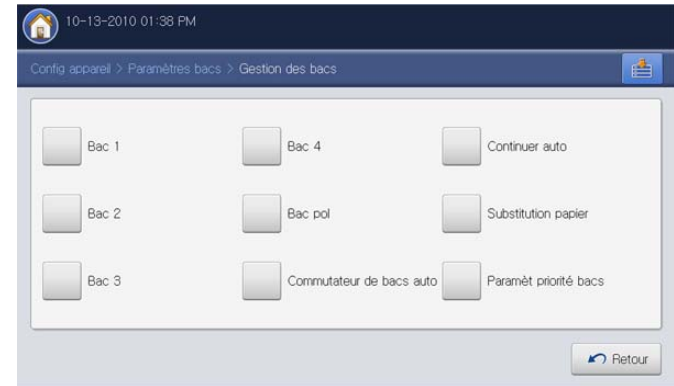 10-13-2010 01:38 PM
Config appareil > Paramètres bacs > Gestion des bacs
Bac 1
Bac 4
Continuer auto
Bac 2
Bac pol
Substitution papier
Bac 3
Commutateur de bacs auto
Paramèt priorité bacs
Retour